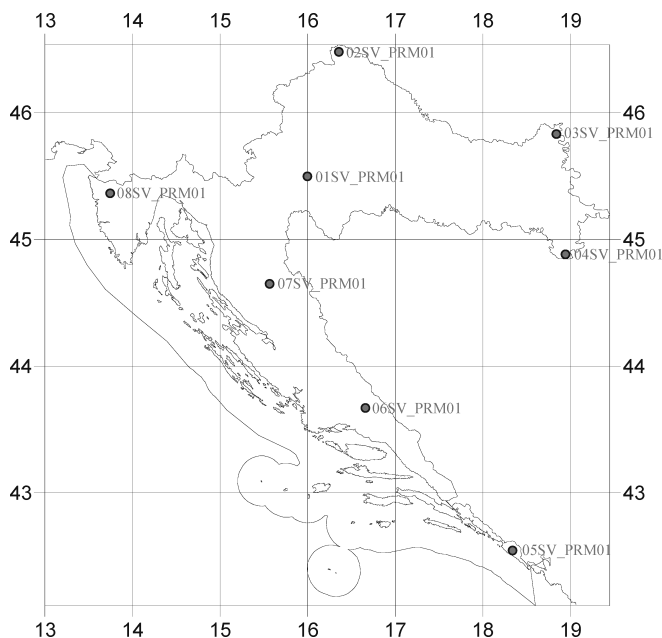 13 14 15 16 17 18 19
02SV_PRM01
46 46
03SV_PRM01
01SV_PRM01
08SV_PRM01
45 45
04SV_PRM01
07SV_PRM01
44 44
06SV_PRM01
43 43
05SV_PRM01
13 14 15 16 17 18 19